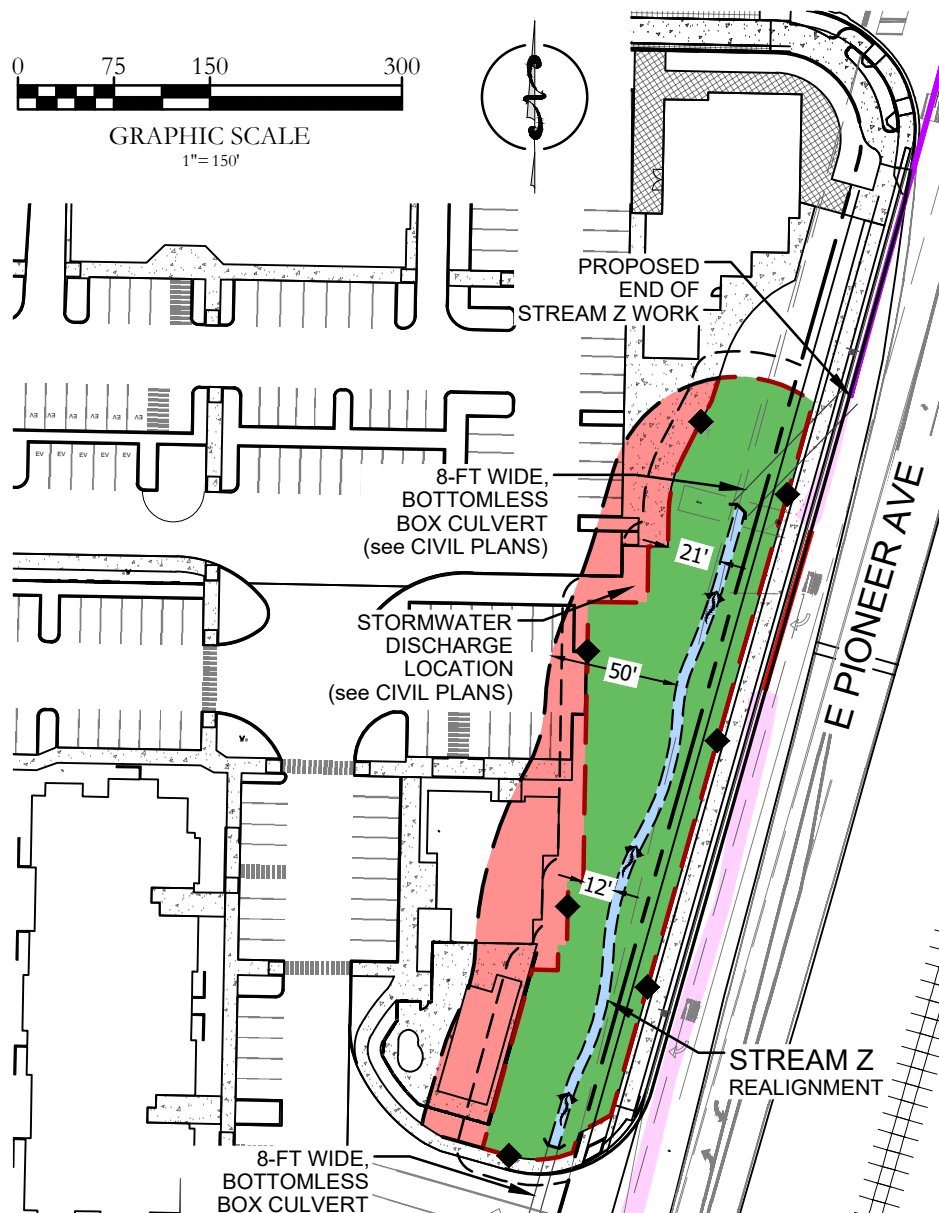 0 75 150 300
GRAPHIC SCALE
1"= 150'
PROPOSED
END OF
STREAM Z WORK
EV EV EV EV EV EV
EV EV EV EV EV
8-FT WIDE,
BOTTOMLESS
BOX CULVERT
(see CIVIL PLANS)
21'
E PIONEER AVE
STORMWATER
DISCHARGE
LOCATION
(see CIVIL PLANS)
50'
12'
STREAM Z
REALIGNMENT
8-FT WIDE,
BOTTOMLESS
BOX CULVERT